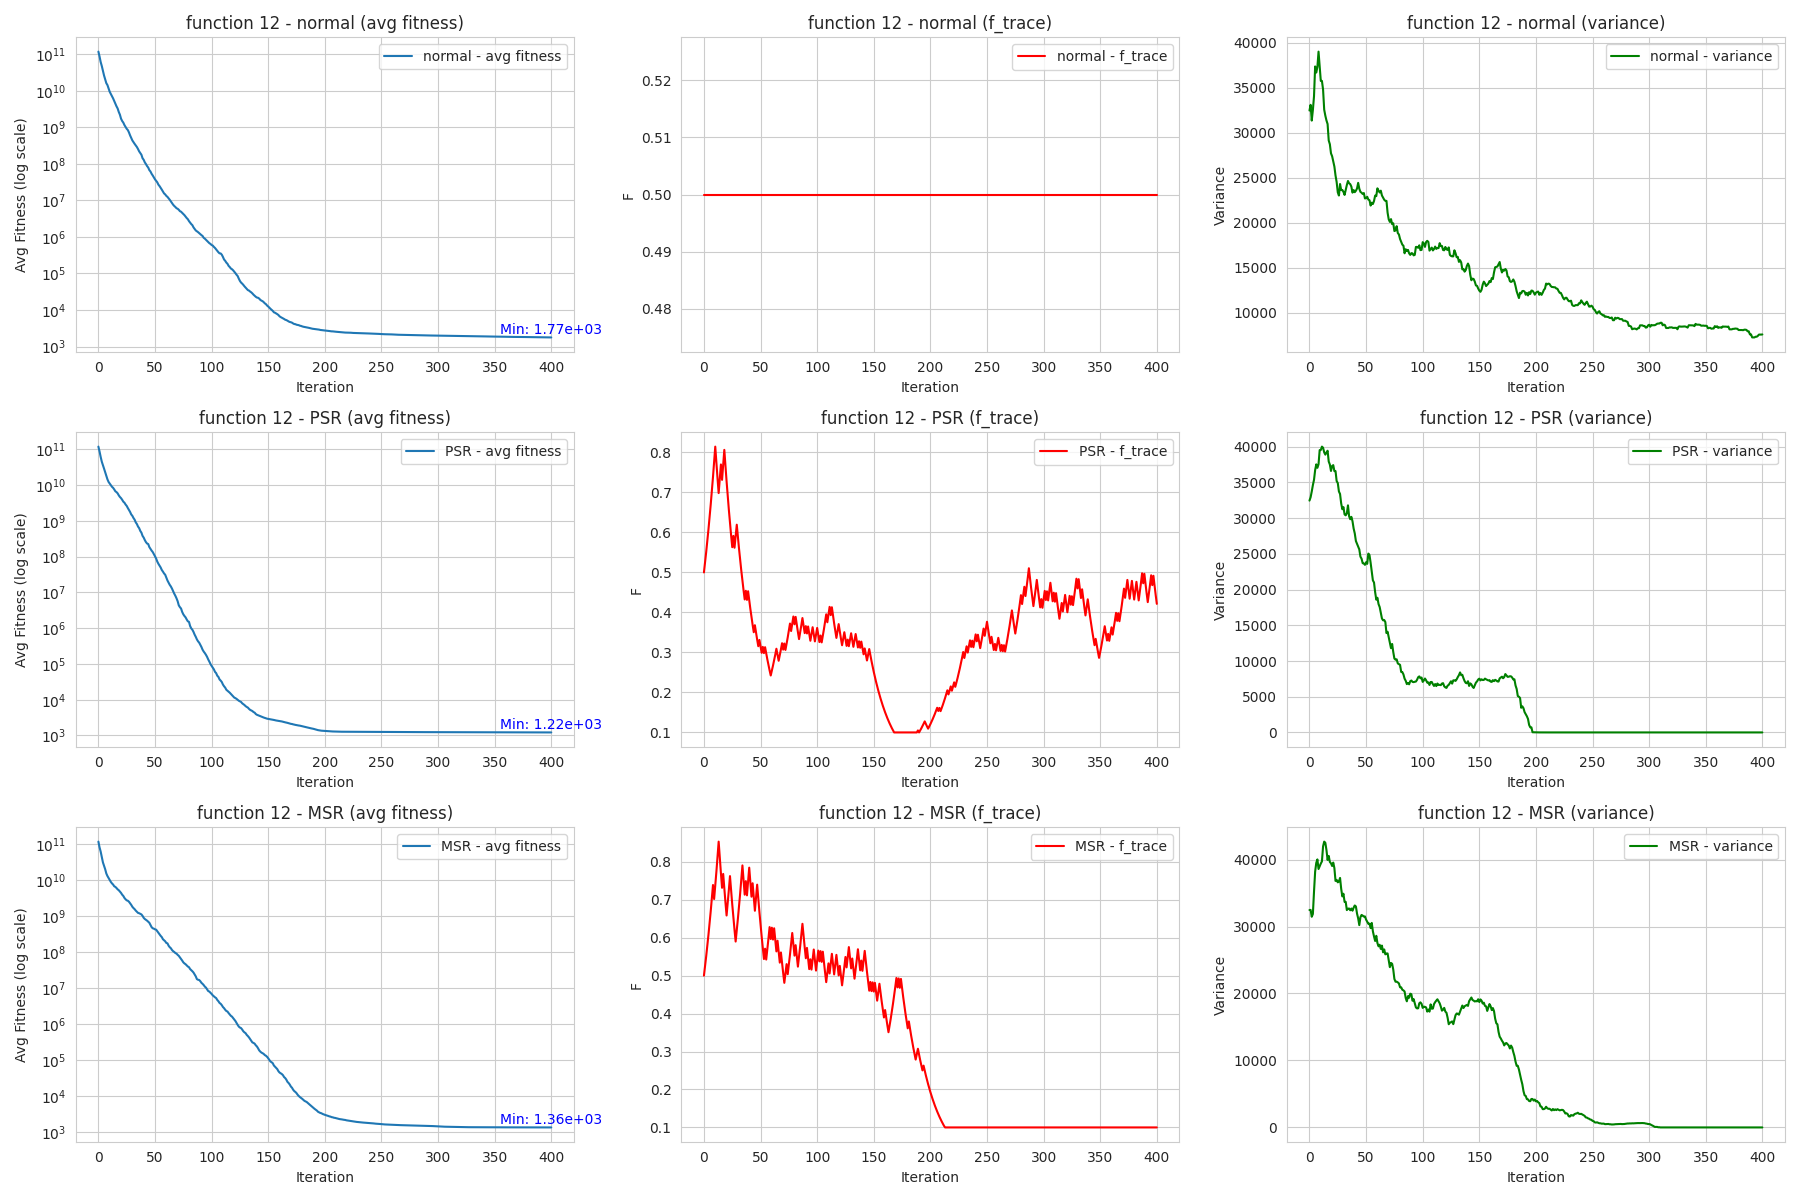 function 12 - normal (avg fitness)
normal - avg fitness
Avg Fitness (log scale)
10^11
10^10
10^9
10^8
10^7
10^6
10^5
10^4
10^3
Min: 1.77e+03
0 50 100 150 200 250 300 350 400
Iteration
function 12 - normal (f_trace)
normal - f_trace
F
0.52
0.51
0.50
0.49
0.48
0 50 100 150 200 250 300 350 400
Iteration
function 12 - normal (variance)
normal - variance
Variance
40000
35000
30000
25000
20000
15000
10000
0 50 100 150 200 250 300 350 400
Iteration
function 12 - PSR (avg fitness)
PSR - avg fitness
Avg Fitness (log scale)
10^11
10^10
10^9
10^8
10^7
10^6
10^5
10^4
10^3
Min: 1.22e+03
0 50 100 150 200 250 300 350 400
Iteration
function 12 - PSR (f_trace)
PSR - f_trace
F
0.8
0.7
0.6
0.5
0.4
0.3
0.2
0.1
0 50 100 150 200 250 300 350 400
Iteration
function 12 - PSR (variance)
PSR - variance
Variance
40000
35000
30000
25000
20000
15000
10000
5000
0
0 50 100 150 200 250 300 350 400
Iteration
function 12 - MSR (avg fitness)
MSR - avg fitness
Avg Fitness (log scale)
10^11
10^10
10^9
10^8
10^7
10^6
10^5
10^4
10^3
Min: 1.36e+03
0 50 100 150 200 250 300 350 400
Iteration
function 12 - MSR (f_trace)
MSR - f_trace
F
0.8
0.7
0.6
0.5
0.4
0.3
0.2
0.1
0 50 100 150 200 250 300 350 400
Iteration
function 12 - MSR (variance)
MSR - variance
Variance
40000
30000
20000
10000
0
0 50 100 150 200 250 300 350 400
Iteration